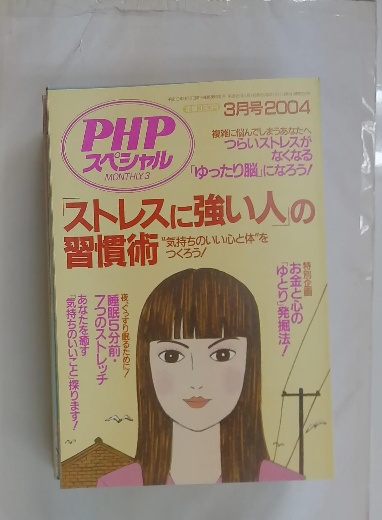 3月号2004
PHP
スペシャル
MONTHLY 3
複雑に悩んでしまうあなたへ
つらいストレスが
なくなる
「ゆったり脳」になろう!
「ストレスに強い人」の
習慣術
"気持ちのいい心と体"を
つくろう!
特別企画
お金と心の
「ゆとり」発掘法!
夜、ぐっすり眠るために!
睡眠5分前・
7つのストレッチ
あなたを癒す
「気持ちのいいこと」探ります!